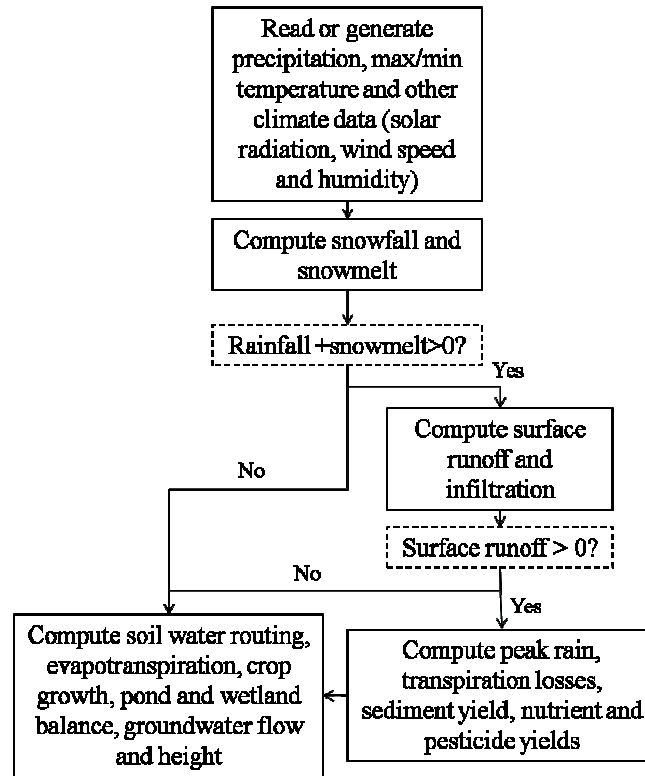 Read or generate
precipitation, max/min
temperature and other
climate data (solar
radiation, wind speed
and humidity)
Compute snowfall and
snowmelt
Rainfall +snowmelt>0?
Yes
Compute surface
runoff and
infiltration
No
Surface runoff > 0?
No
Yes
Compute soil water routing,
evapotranspiration, crop
growth, pond and wetland
balance, groundwater flow
and height
Compute peak rain,
transpiration losses,
sediment yield, nutrient and
pesticide yields